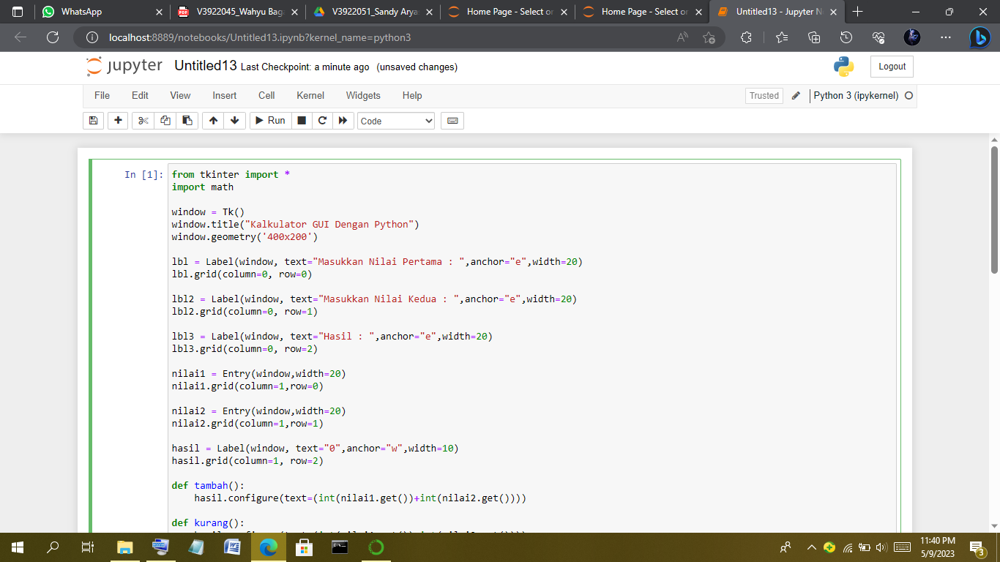 WhatsApp
V3922045_Wahyu Bag
V3922051_Sandy Arya
Home Page - Select or
Home Page - Select or
Untitled13 - Jupyter N
localhost:8889/notebooks/Untitled13.ipynb?kernel_name=python3
jupyter Untitled13 Last Checkpoint: a minute ago (unsaved changes)
Logout
File Edit View Insert Cell Kernel Widgets Help
Trusted
Python 3 (ipykernel)
Run
Code
In [1]:
from tkinter import *
import math
window = Tk()
window.title("Kalkulator GUI Dengan Python")
window.geometry('400x200')
lbl = Label(window, text="Masukkan Nilai Pertama : ",anchor="e",width=20)
lbl.grid(column=0, row=0)
lbl2 = Label(window, text="Masukkan Nilai Kedua : ",anchor="e",width=20)
lbl2.grid(column=0, row=1)
lbl3 = Label(window, text="Hasil : ",anchor="e",width=20)
lbl3.grid(column=0, row=2)
nilai1 = Entry(window,width=20)
nilai1.grid(column=1,row=0)
nilai2 = Entry(window,width=20)
nilai2.grid(column=1,row=1)
hasil = Label(window, text="0",anchor="w",width=10)
hasil.grid(column=1, row=2)
def tambah():
    hasil.configure(text=(int(nilai1.get())+int(nilai2.get())))
def kurang():
11:40 PM
5/9/2023
3